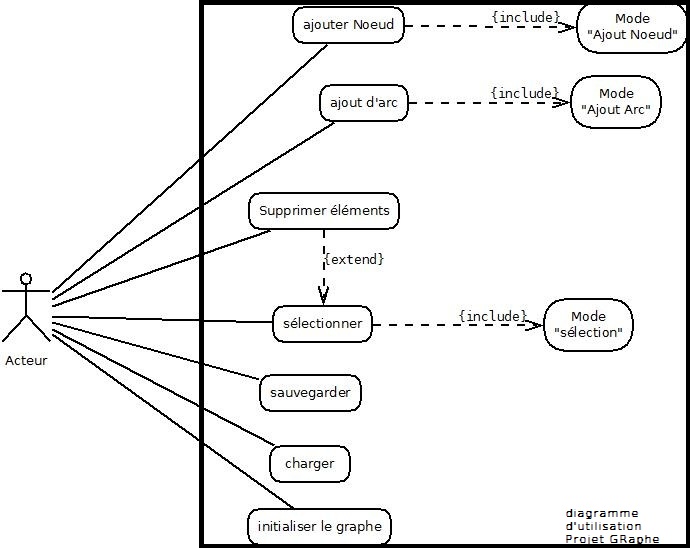 ajouter Noeud
{include}
Mode
"Ajout Noeud"
ajout d'arc
{include}
Mode
"Ajout Arc"
Supprimer éléments
{extend}
sélectionner
{include}
Mode
"sélection"
Acteur
sauvegarder
charger
initialiser le graphe
diagramme
d'utilisation
Projet GRaphe